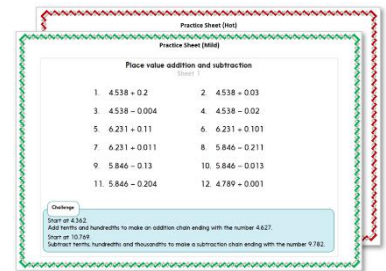 Practice Sheet (Hot)
Practice Sheet (Mild)
Place value addition and subtraction
Sheet 1
1. 4.538 + 0.2 2. 4.538 + 0.03
3. 4.538 – 0.004 4. 4.538 – 0.02
5. 6.231 + 0.11 6. 6.231 + 0.101
7. 6.231 + 0.011 8. 5.846 – 0.211
9. 5.846 – 0.13 10. 5.846 – 0.013
11. 5.846 – 0.204 12. 4.789 + 0.001
Challenge
Start at 4.362.
Add tenths and hundredths to make an addition chain ending with the number 4.627.
Start at 10.769.
Subtract tenths, hundredths and thousandths to make a subtraction chain ending with the number 9.782.